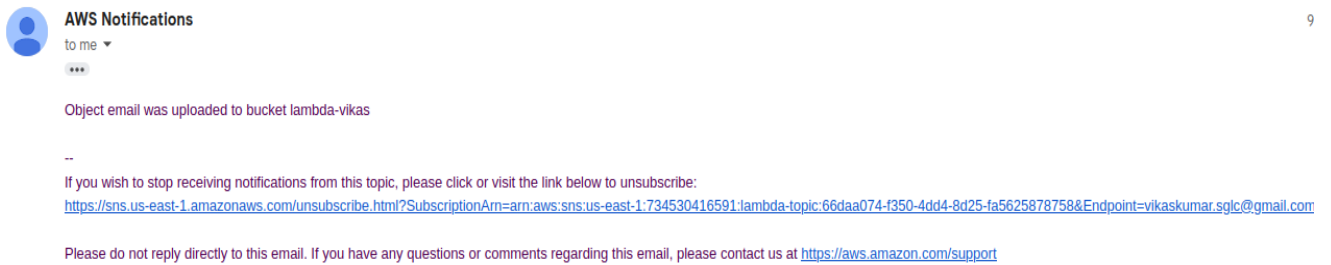 AWS Notifications
9
to me
Object email was uploaded to bucket lambda-vikas
--
If you wish to stop receiving notifications from this topic, please click or visit the link below to unsubscribe:
https://sns.us-east-1.amazonaws.com/unsubscribe.html?SubscriptionArn=arn:aws:sns:us-east-1:734530416591:lambda-topic:66daa074-f350-4dd4-8d25-fa5625878758&Endpoint=vikaskumar.sglc@gmail.com
Please do not reply directly to this email. If you have any questions or comments regarding this email, please contact us at https://aws.amazon.com/support